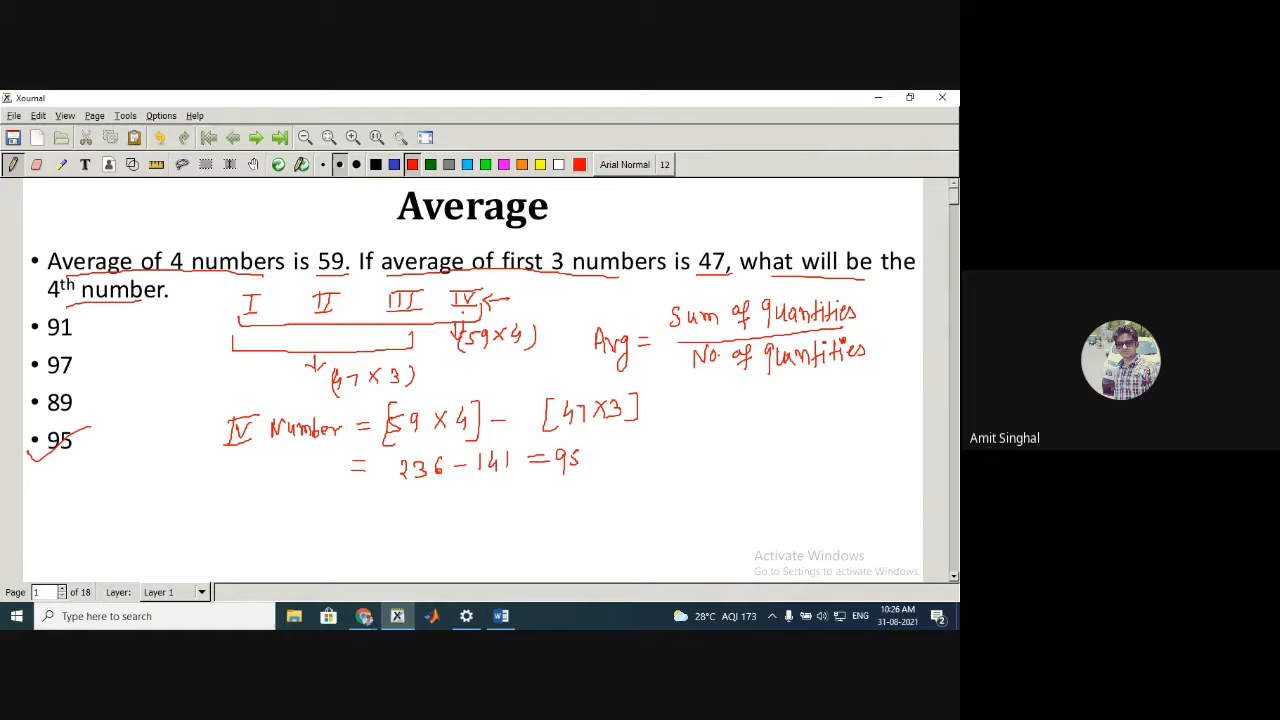 Xournal
File Edit View Page Tools Options Help
Arial Normal 12
Average
• Average of 4 numbers is 59. If average of first 3 numbers is 47, what will be the
4th number.
I II III IV
(59 × 4)
(47 × 3)
Avg = Sum of quantities
No. of quantities
• 91
• 97
• 89
• 95
IV Number = [59 × 4] - [47 × 3]
= 236 - 141 = 95
Amit Singhal
Activate Windows
Go to Settings to activate Windows.
Page 1 of 18 Layer: Layer 1
Type here to search
28°C AQI 173
ENG
10:26 AM
31-08-2021
2